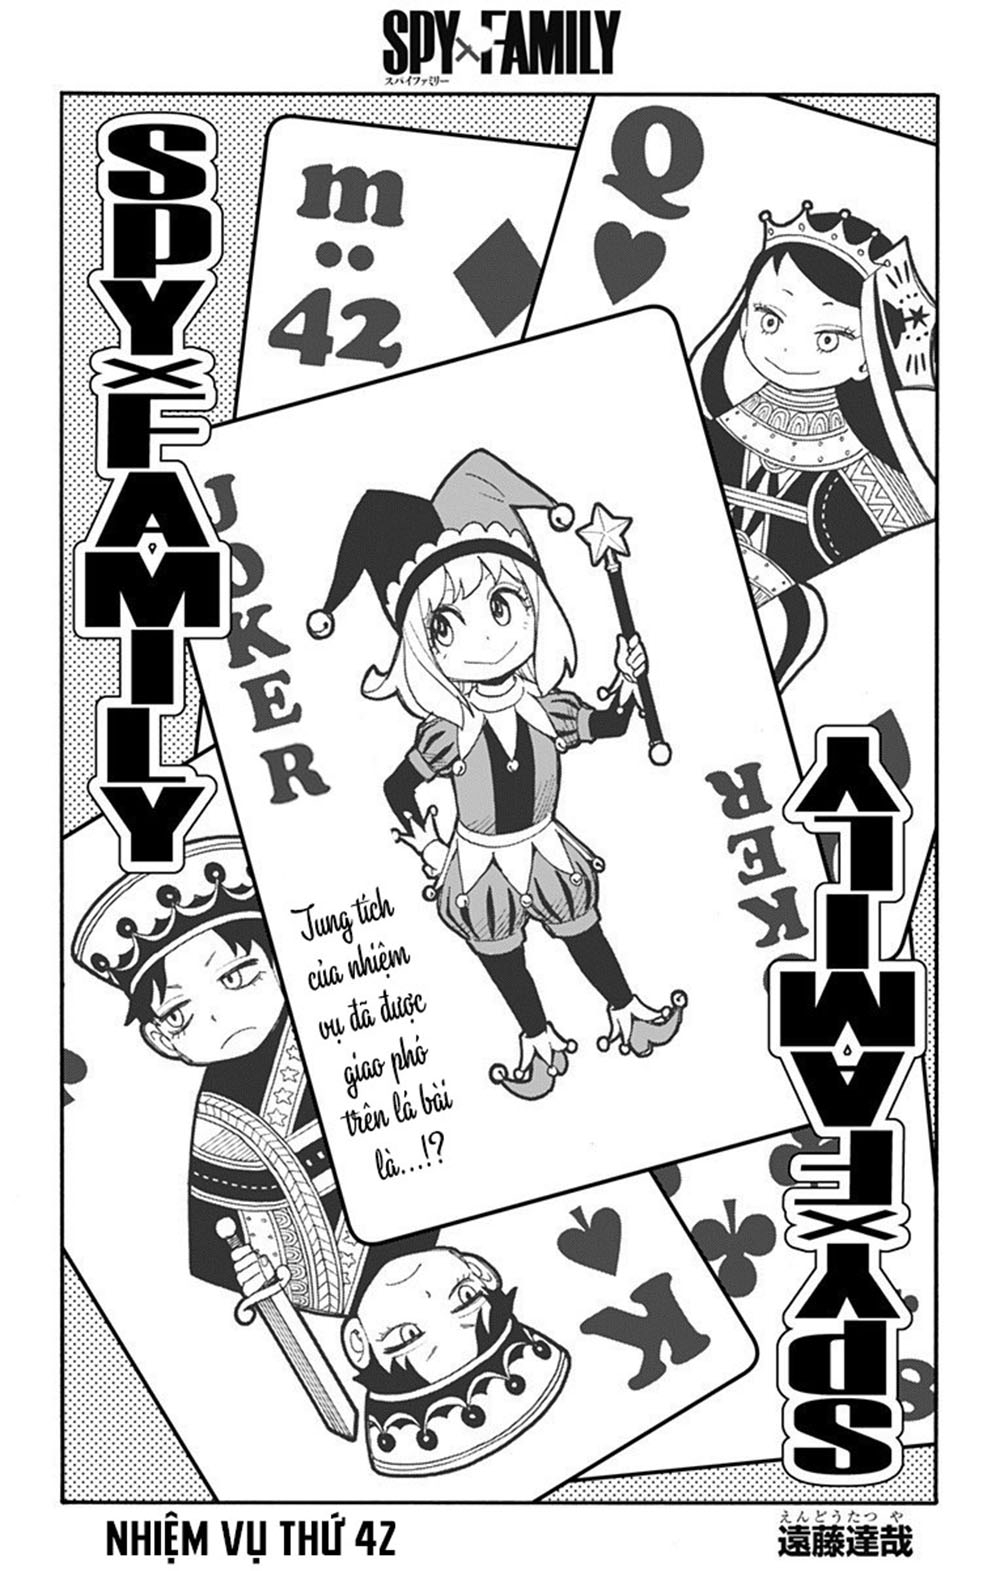 SPY×FAMILY
スパイファミリー
SPY×FAMILY
m
42
Q
JOKER
KER
Tung tích
của nhiệm
vụ đã được
giao phó
trên lá bài
là...!?
K
8
SPY×FAMILY
NHIỆM VỤ THỨ 42
えんどうたつや
遠藤達哉